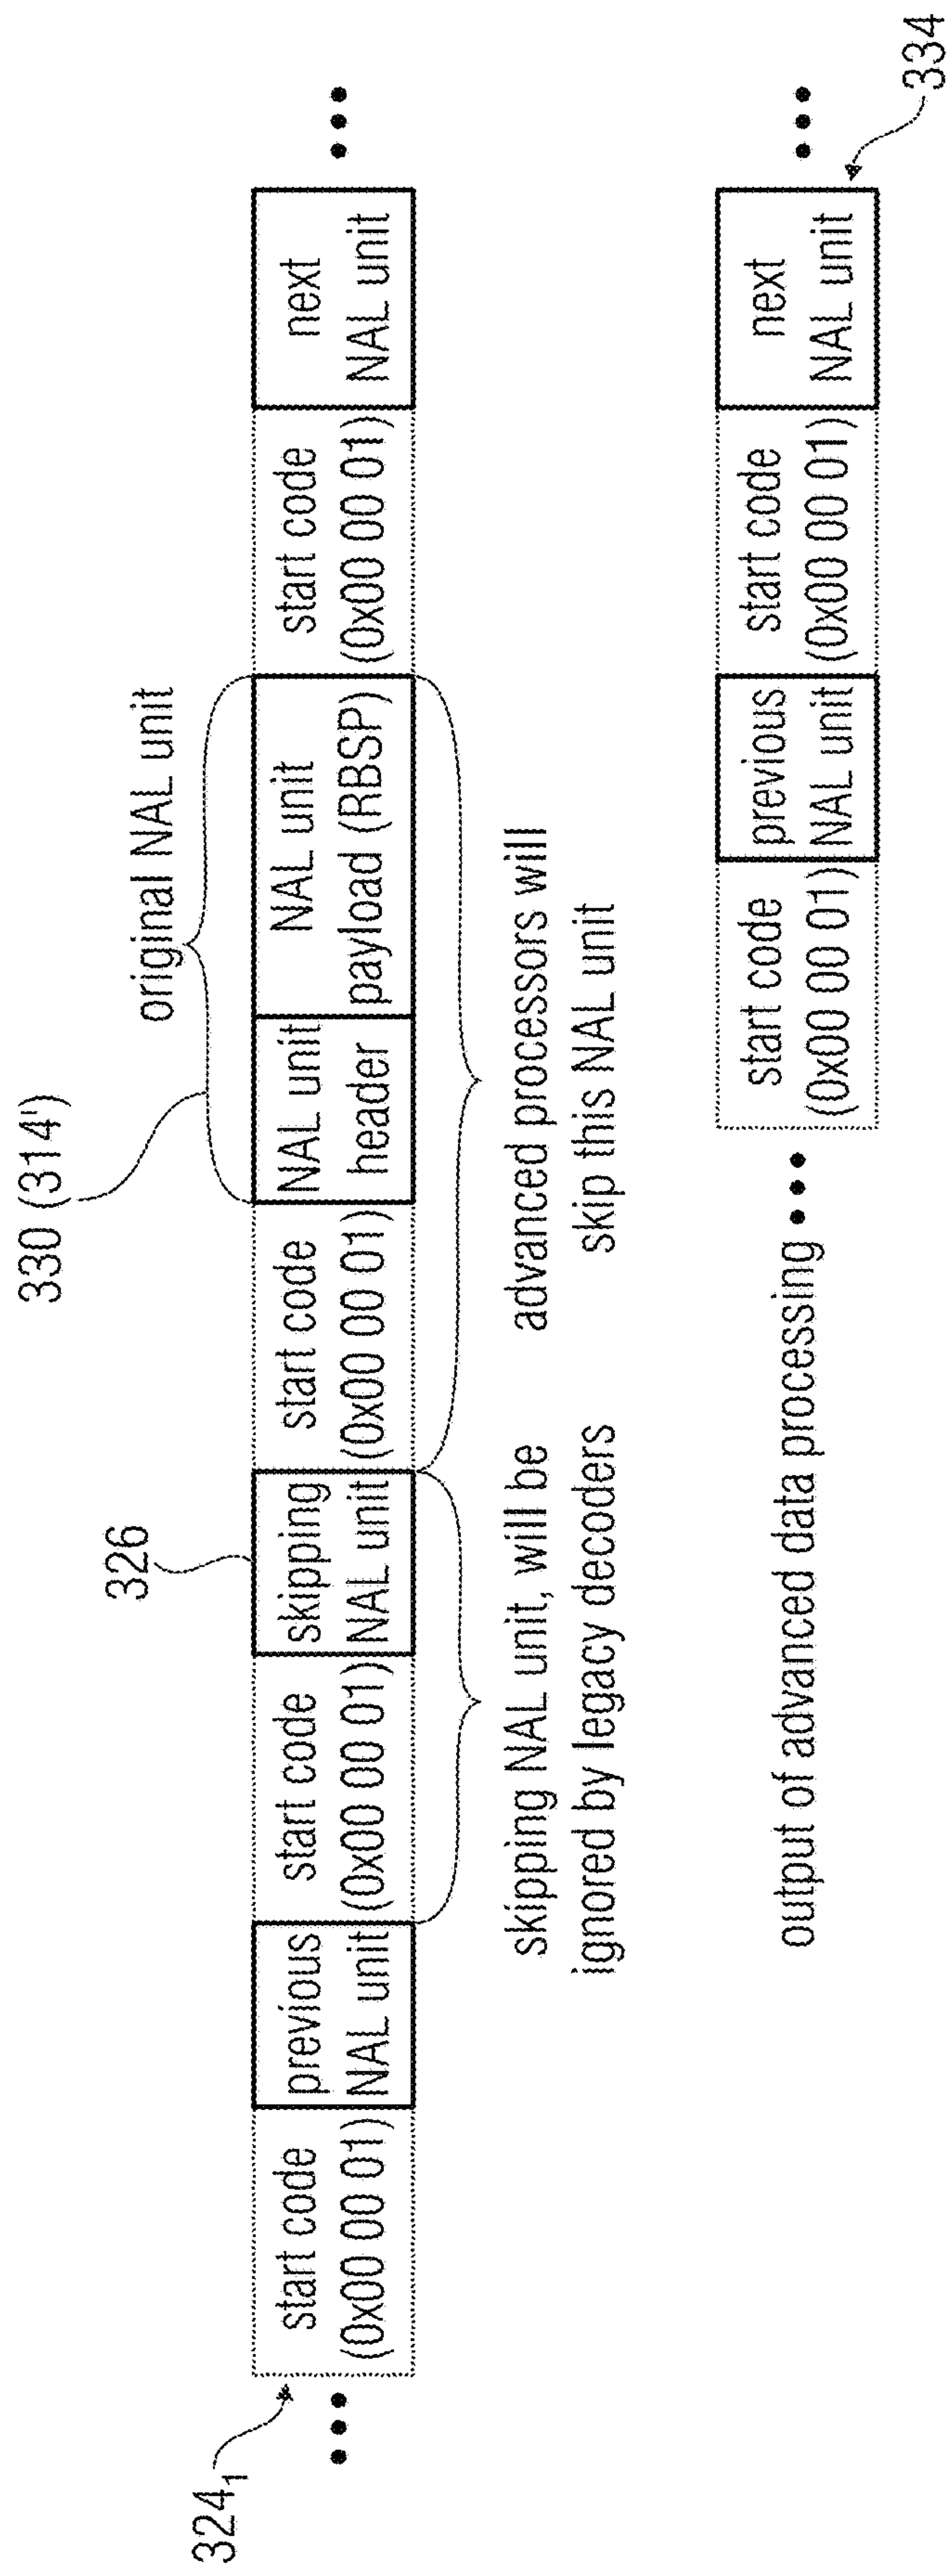 330 (314')
original NAL unit
326
324₁
start code
(0x00 00 01)
previous
NAL unit
start code
(0x00 00 01)
skipping
NAL unit
start code
(0x00 00 01)
NAL unit
header
NAL unit
payload (RBSP)
start code
(0x00 00 01)
next
NAL unit
skipping NAL unit, will be
ignored by legacy decoders
advanced processors will
skip this NAL unit
output of advanced data processing
start code
(0x00 00 01)
previous
NAL unit
start code
(0x00 00 01)
next
NAL unit
334